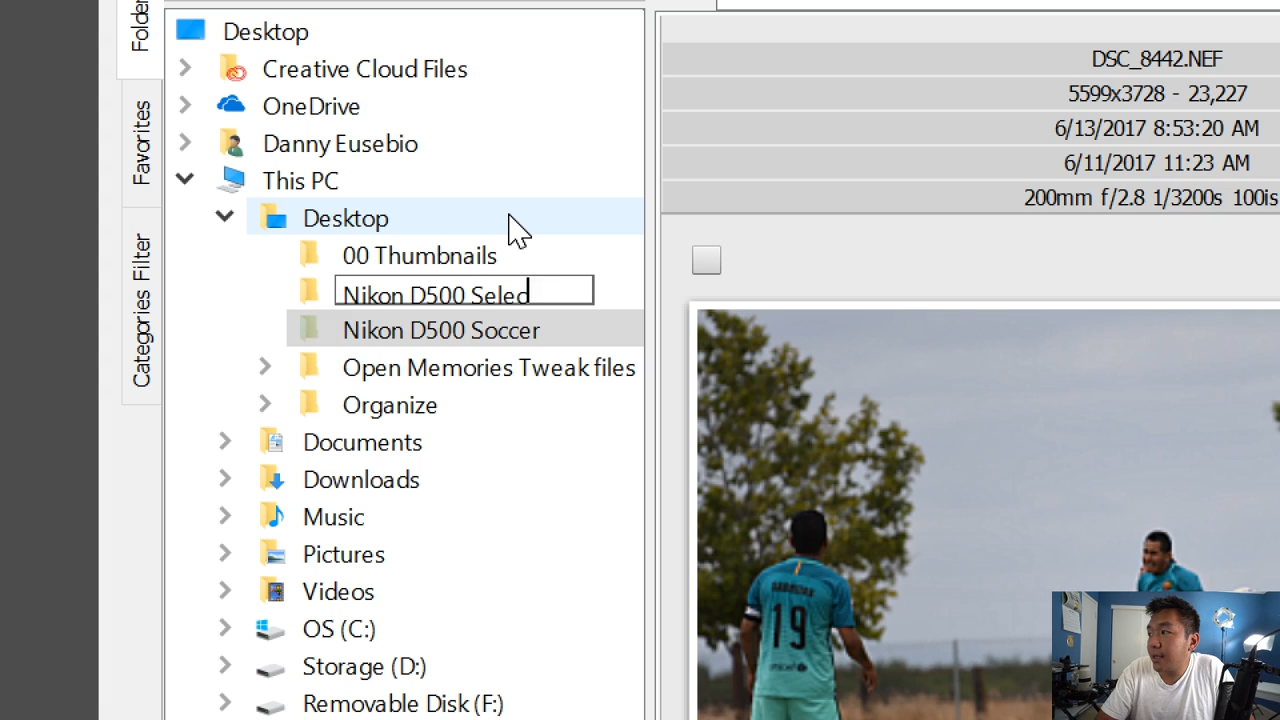 Folder
Favorites
Categories Filter
Desktop
Creative Cloud Files
OneDrive
Danny Eusebio
This PC
Desktop
00 Thumbnails
Nikon D500 Selec
Nikon D500 Soccer
Open Memories Tweak files
Organize
Documents
Downloads
Music
Pictures
Videos
OS (C:)
Storage (D:)
Removable Disk (F:)
DSC_8442.NEF
5599x3728 - 23,227
6/13/2017 8:53:20 AM
6/11/2017 11:23 AM
200mm f/2.8 1/3200s 100is
19
unicef